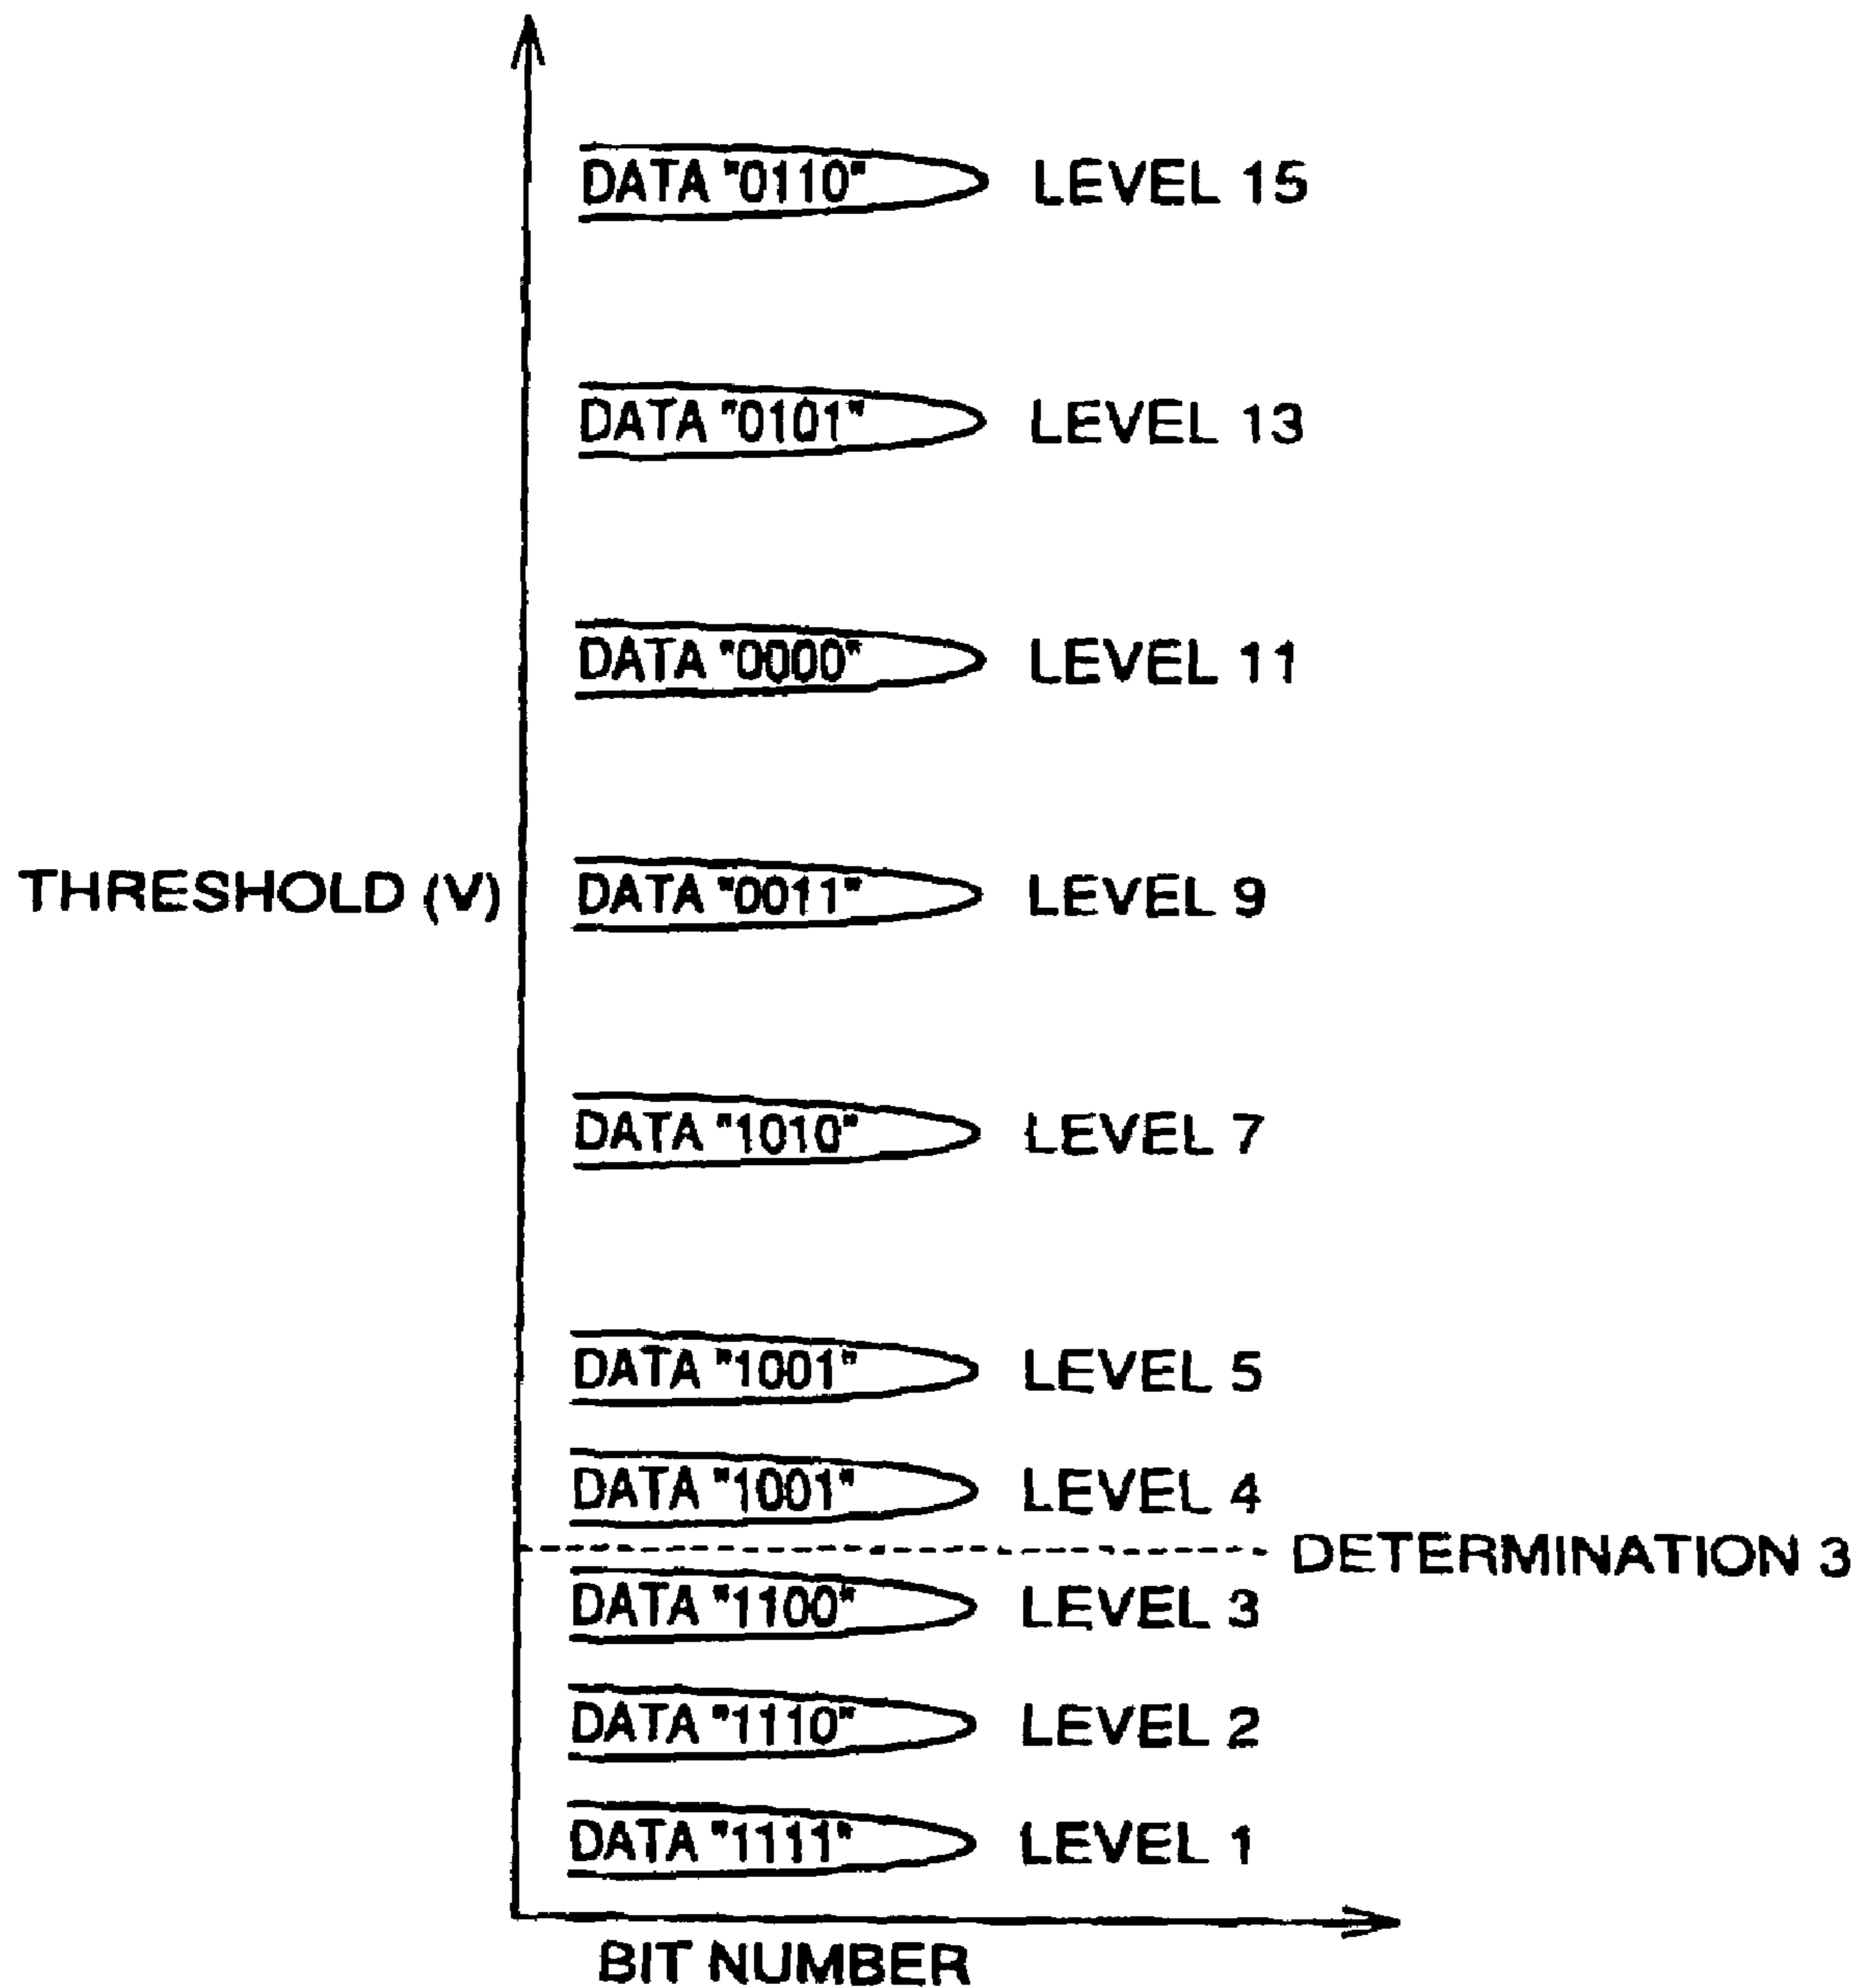 DATA "0110" LEVEL 15
DATA "0101" LEVEL 13
DATA "0000" LEVEL 11
THRESHOLD (V) DATA "0011" LEVEL 9
DATA "1010" LEVEL 7
DATA "1001" LEVEL 5
DATA "1001" LEVEL 4
DETERMINATION 3
DATA "1100" LEVEL 3
DATA "1110" LEVEL 2
DATA "1111" LEVEL 1
BIT NUMBER